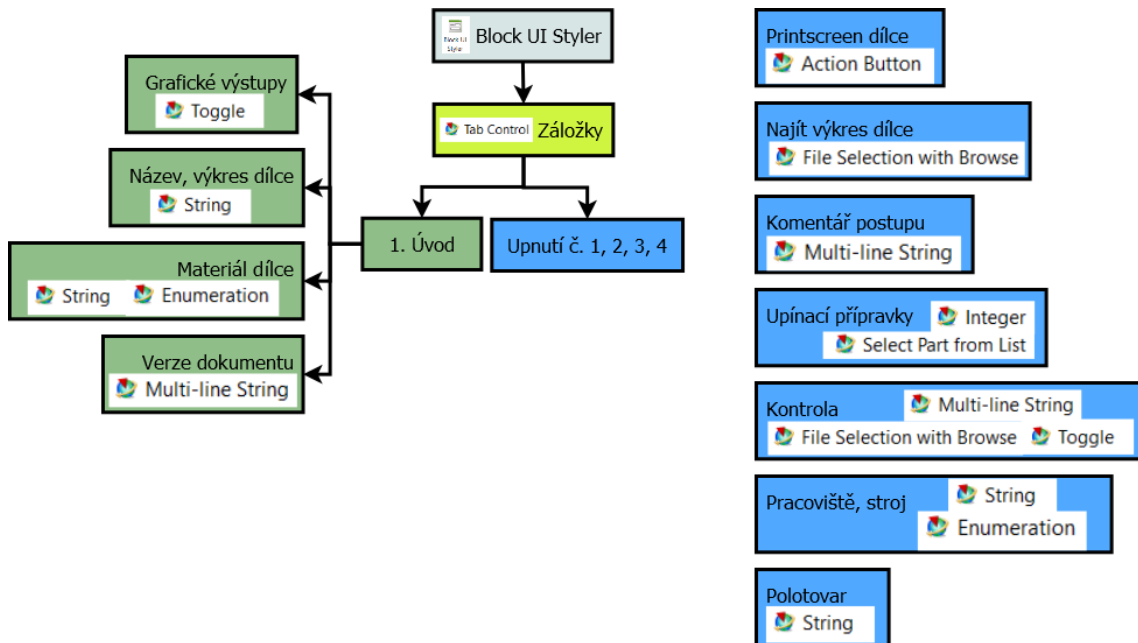 Block UI Styler
Block UI Styler
Tab Control Záložky
1. Úvod
Upnutí č. 1, 2, 3, 4
Grafické výstupy
Toggle
Název, výkres dílce
String
Materiál dílce
String Enumeration
Verze dokumentu
Multi-line String
Printscreen dílce
Action Button
Najít výkres dílce
File Selection with Browse
Komentář postupu
Multi-line String
Upínací přípravky Integer
Select Part from List
Kontrola Multi-line String
File Selection with Browse Toggle
Pracoviště, stroj String
Enumeration
Polotovar
String